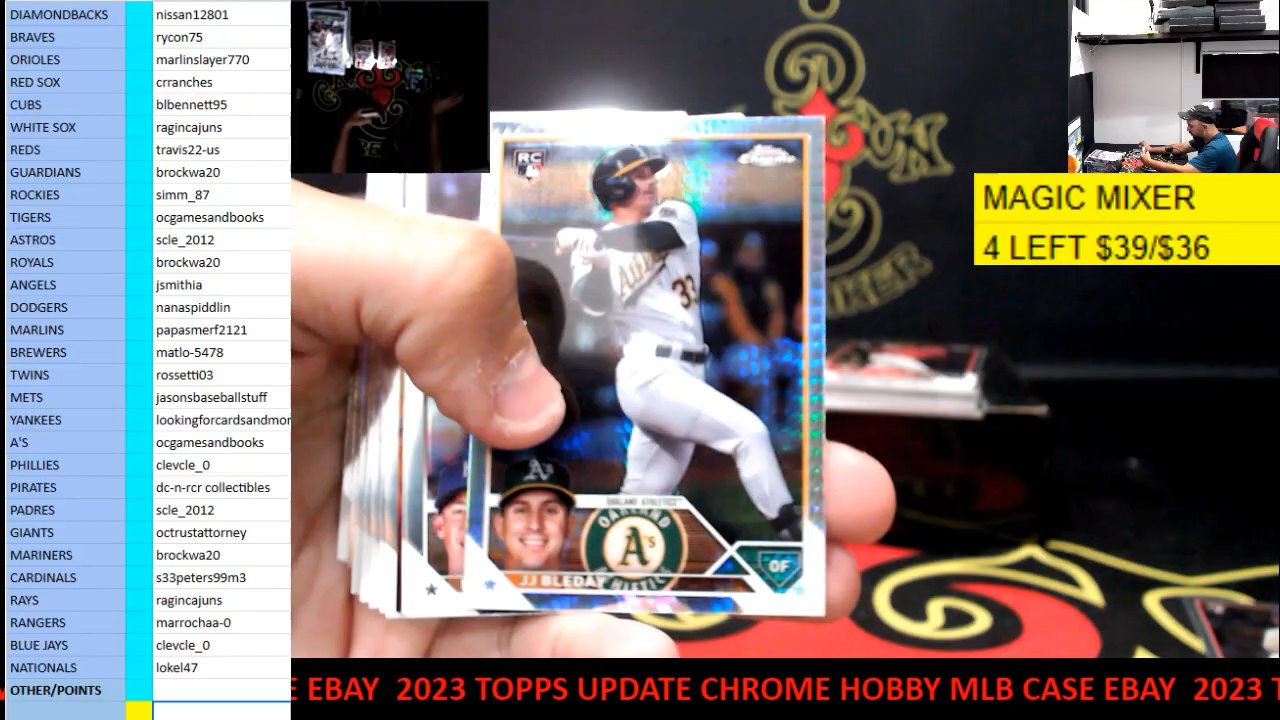 DIAMONDBACKS nissan12801
BRAVES rycon75
ORIOLES marlinslayer770
RED SOX crranches
CUBS blbennett95
WHITE SOX ragincajuns
REDS travis22-us
GUARDIANS brockwa20
ROCKIES simm_87
TIGERS ocgamesandbooks
ASTROS scle_2012
ROYALS brockwa20
ANGELS jsmithia
DODGERS nanaspiddlin
MARLINS papasmerf2121
BREWERS matlo-5478
TWINS rossetti03
METS jasonsbaseballstuff
YANKEES lookingforcardsandmor
A'S ocgamesandbooks
PHILLIES clevcle_0
PIRATES dc-n-rcr collectibles
PADRES scle_2012
GIANTS octrustattorney
MARINERS brockwa20
CARDINALS s33peters99m3
RAYS ragincajuns
RANGERS marrochaa-0
BLUE JAYS clevcle_0
NATIONALS lokel47
OTHER/POINTS
MAGIC MIXER
4 LEFT $39/$36
RC
Chrome
33
OAKLAND ATHLETICS
OAKLAND
A's
OF
JJ BLEDAY
E EBAY 2023 TOPPS UPDATE CHROME HOBBY MLB CASE EBAY 2023 T